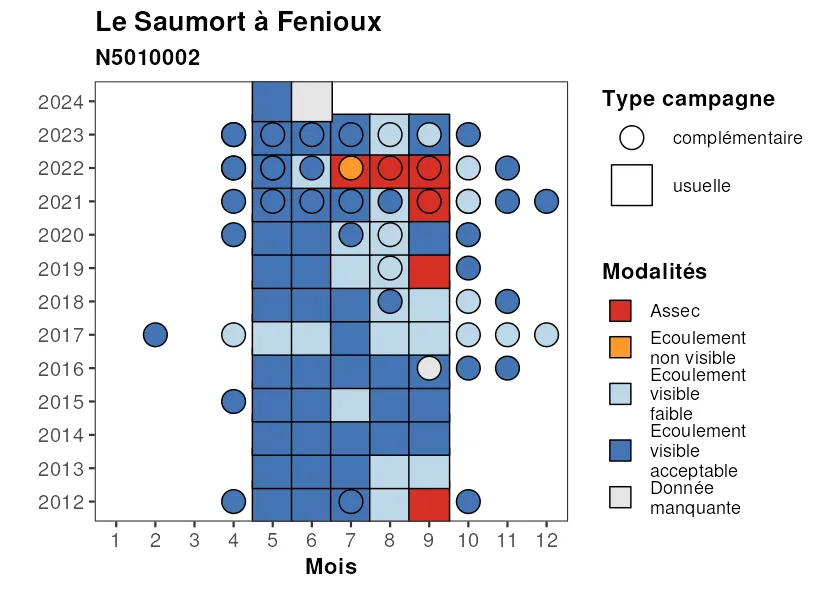 Le Saumort à Fenioux
N5010002
2024
2023
2022
2021
2020
2019
2018
2017
2016
2015
2014
2013
2012
1 2 3 4 5 6 7 8 9 10 11 12
Mois
Type campagne
complémentaire
usuelle
Modalités
Assec
Ecoulement
non visible
Ecoulement
visible
faible
Ecoulement
visible
acceptable
Donnée
manquante